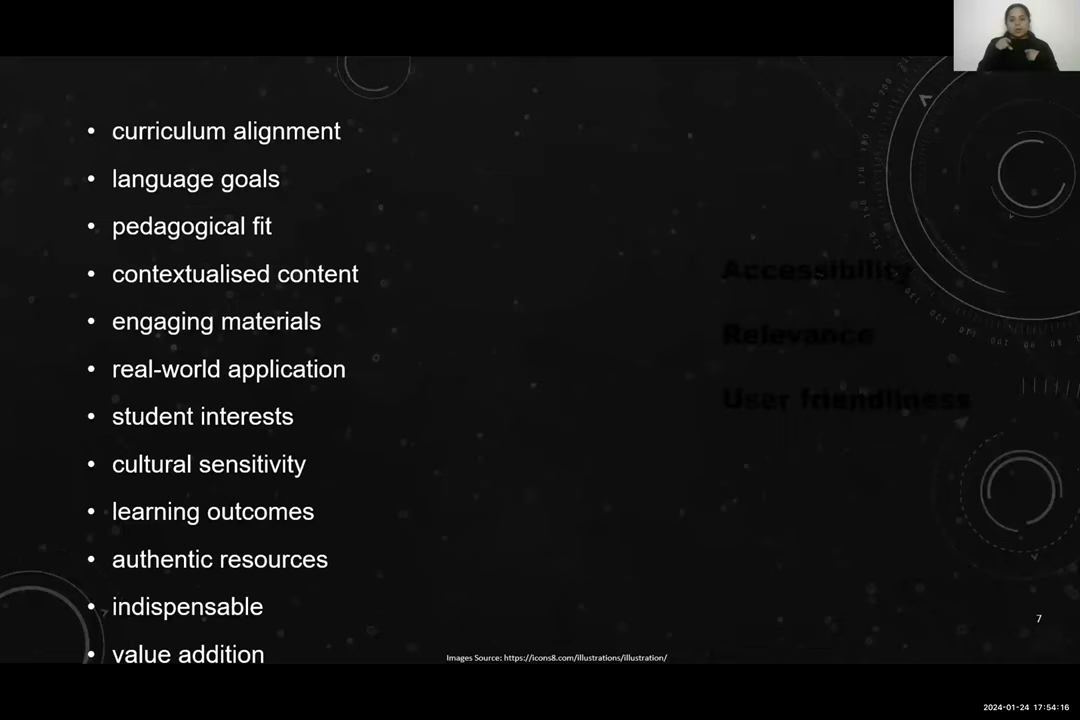 curriculum alignment
language goals
pedagogical fit
contextualised content
engaging materials
real-world application
student interests
cultural sensitivity
learning outcomes
authentic resources
indispensable
value addition
Accessibility
Relevance
User friendliness
7
Images Source: https://icons8.com/illustrations/illustration/
2024-01-24 17:54:16